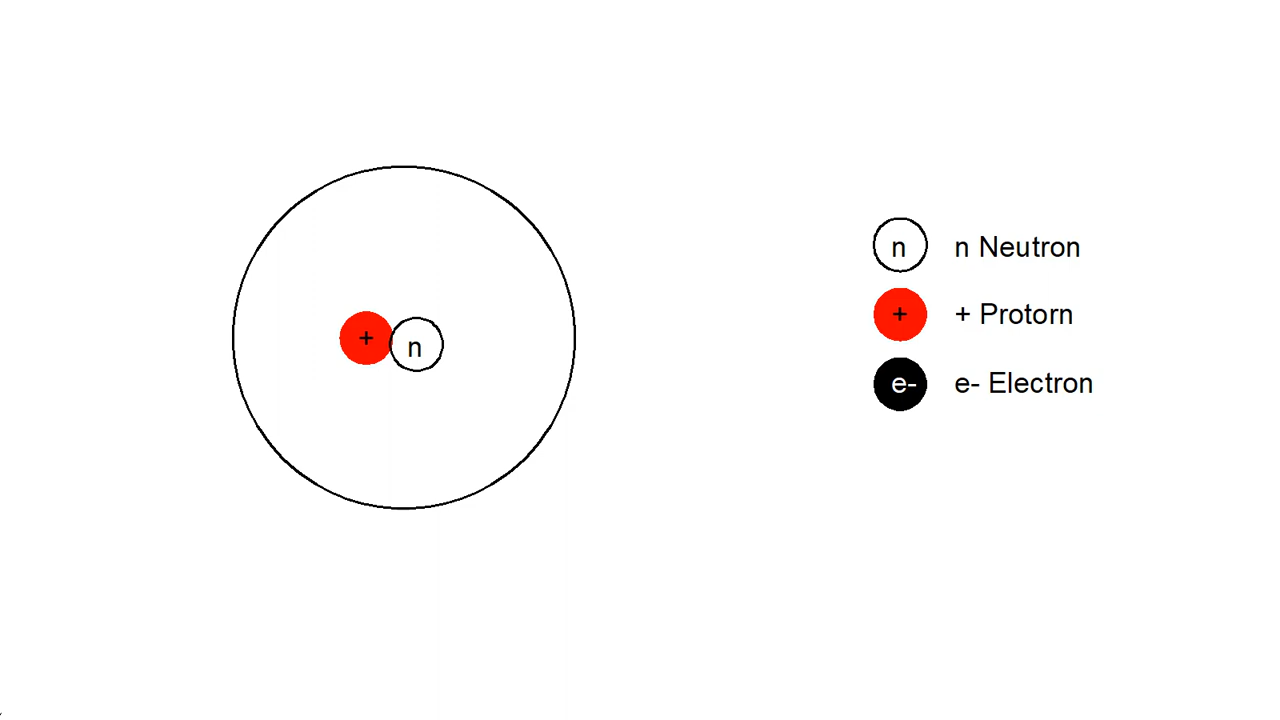 + n
n n Neutron
+ + Protorn
e- e- Electron